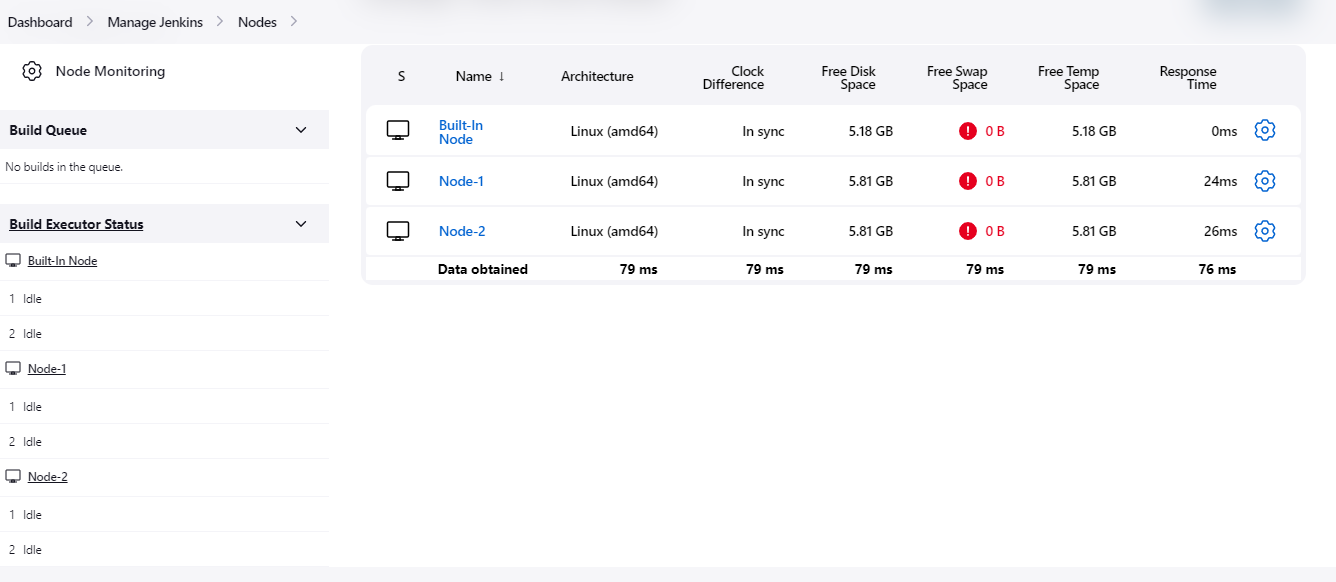 Dashboard > Manage Jenkins > Nodes >
Node Monitoring
Build Queue
No builds in the queue.
Build Executor Status
Built-In Node
1 Idle
2 Idle
Node-1
1 Idle
2 Idle
Node-2
1 Idle
2 Idle
S Name ↓ Architecture Clock Difference Free Disk Space Free Swap Space Free Temp Space Response Time
Built-In Node Linux (amd64) In sync 5.18 GB ! 0 B 5.18 GB 0ms
Node-1 Linux (amd64) In sync 5.81 GB ! 0 B 5.81 GB 24ms
Node-2 Linux (amd64) In sync 5.81 GB ! 0 B 5.81 GB 26ms
Data obtained 79 ms 79 ms 79 ms 79 ms 79 ms 76 ms